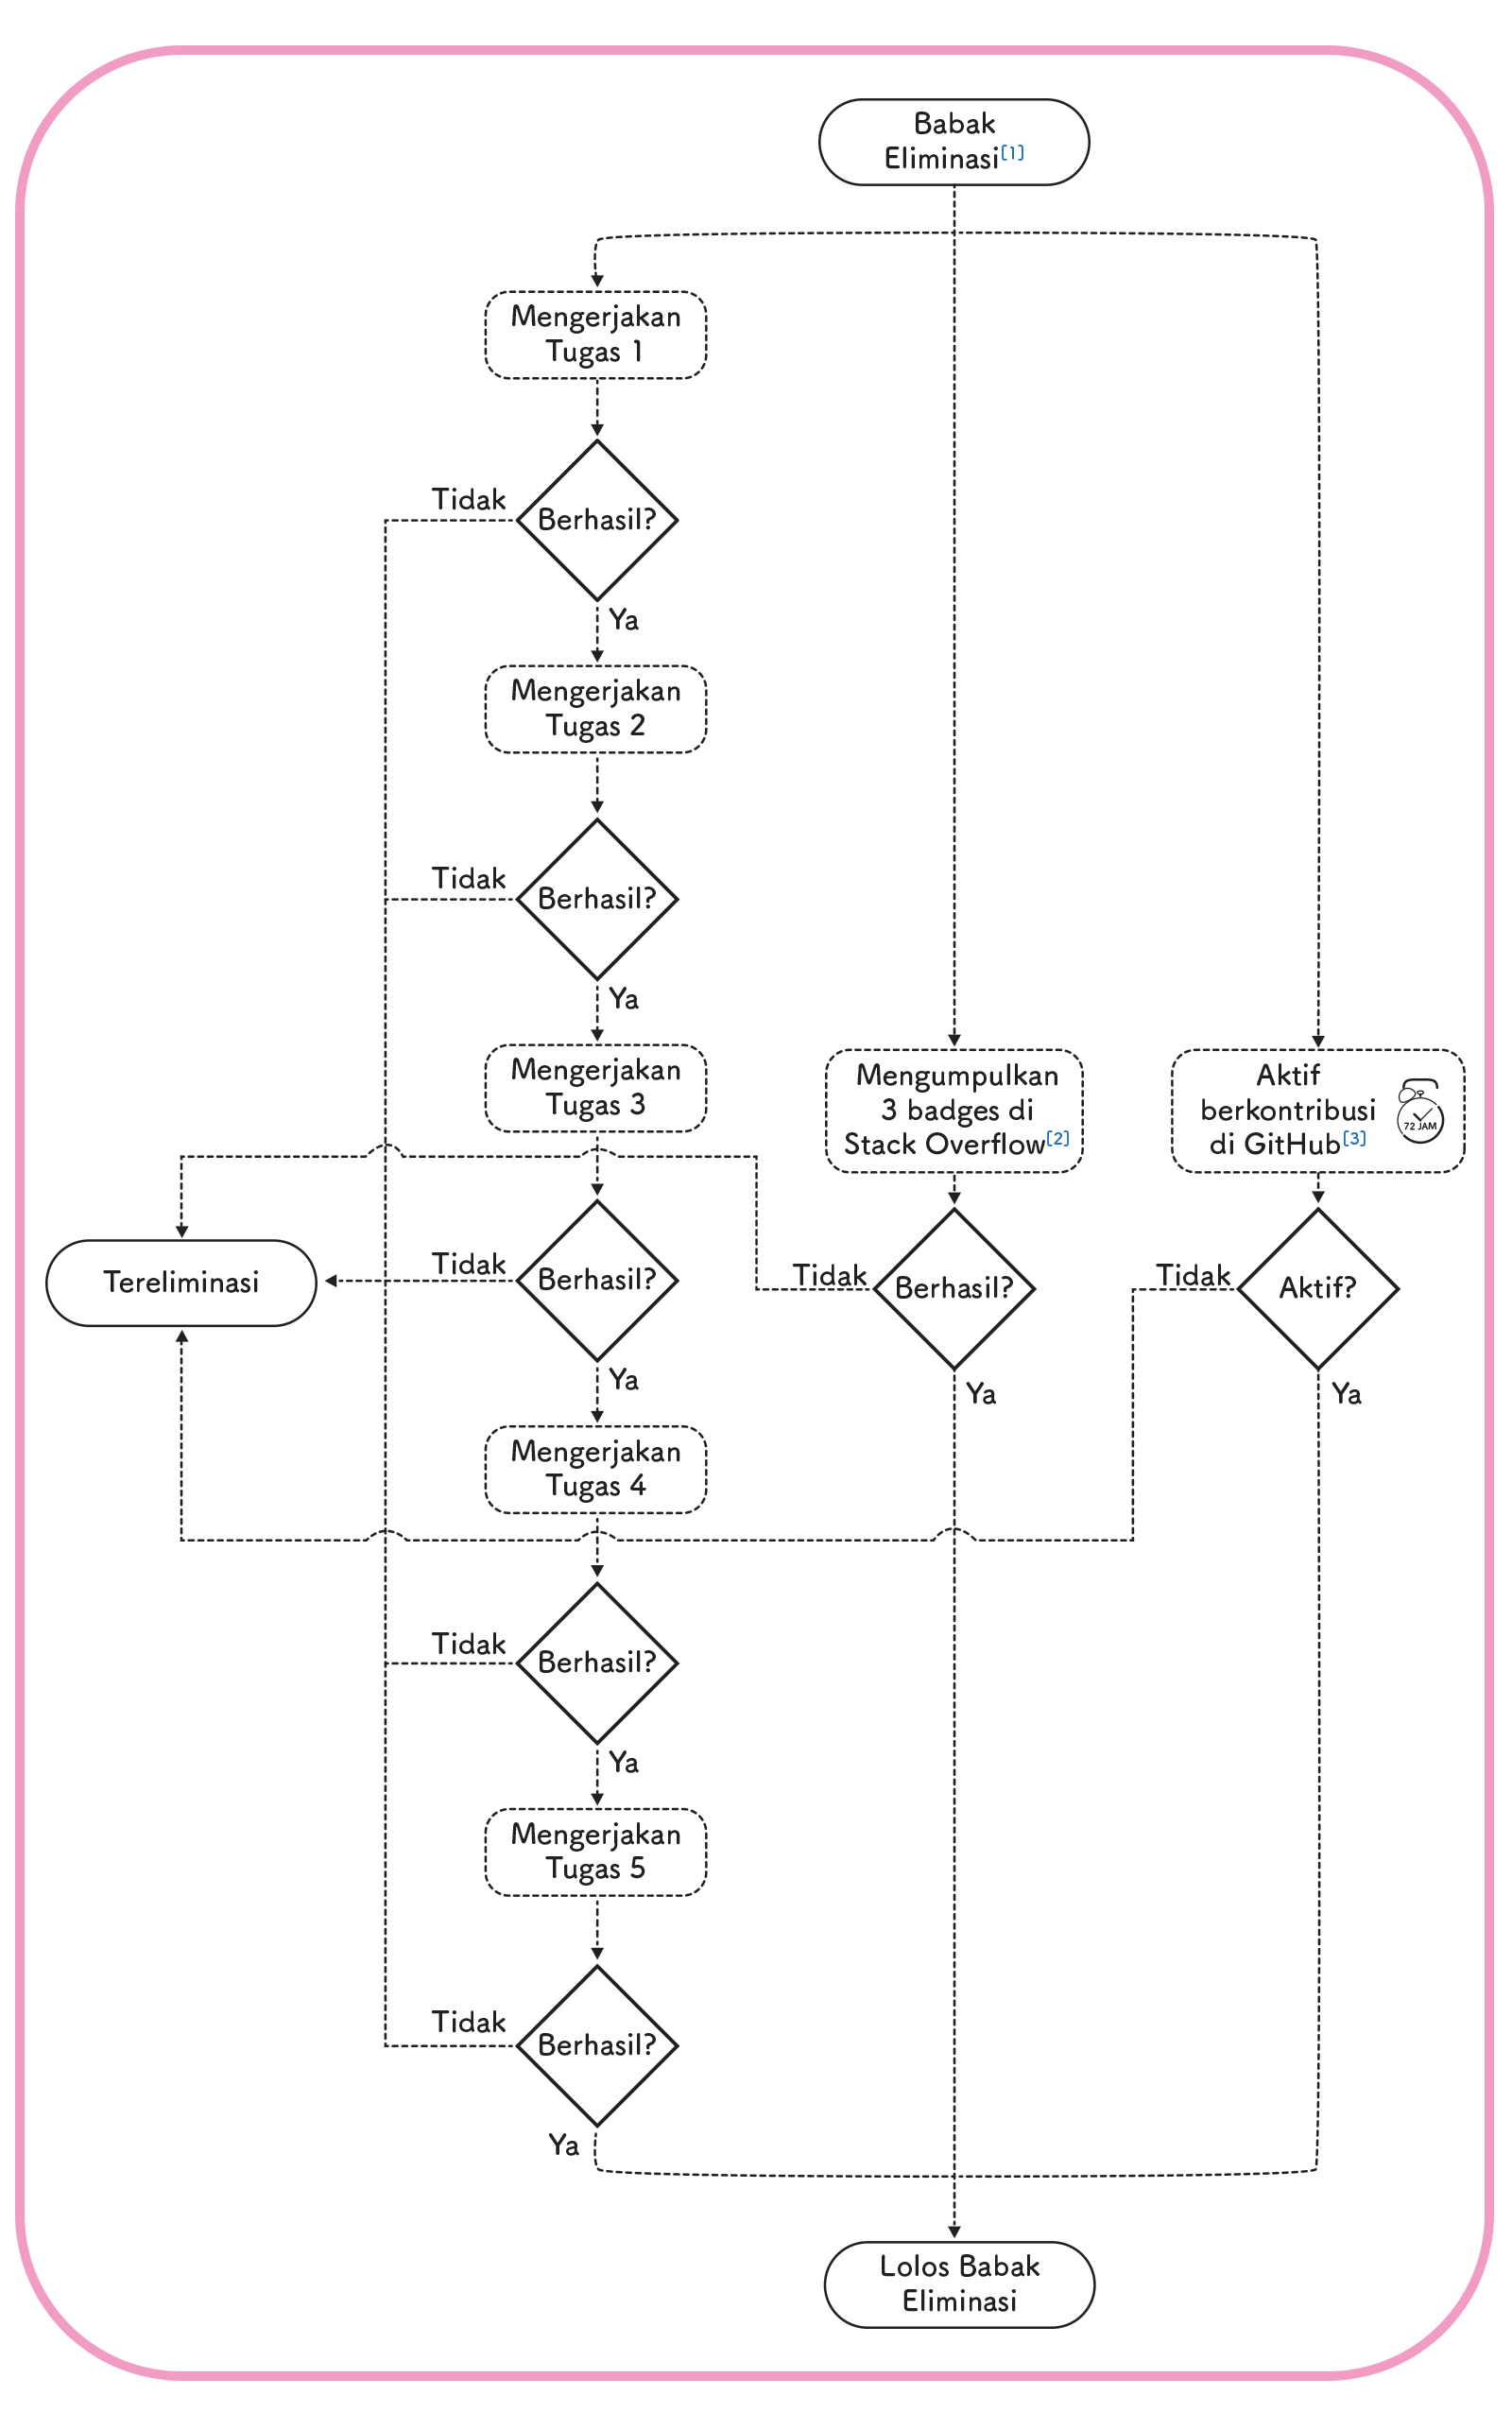 Babak
Eliminasi[1]
Mengerjakan
Tugas 1
Tidak
Berhasil?
Ya
Mengerjakan
Tugas 2
Tidak
Berhasil?
Ya
Mengerjakan
Tugas 3
Mengumpulkan
3 badges di
Stack Overflow[2]
Aktif
berkontribusi
di GitHub[3]
72 JAM
Tereliminasi
Tidak
Berhasil?
Ya
Tidak
Berhasil?
Ya
Tidak
Aktif?
Ya
Mengerjakan
Tugas 4
Tidak
Berhasil?
Ya
Mengerjakan
Tugas 5
Tidak
Berhasil?
Ya
Lolos Babak
Eliminasi